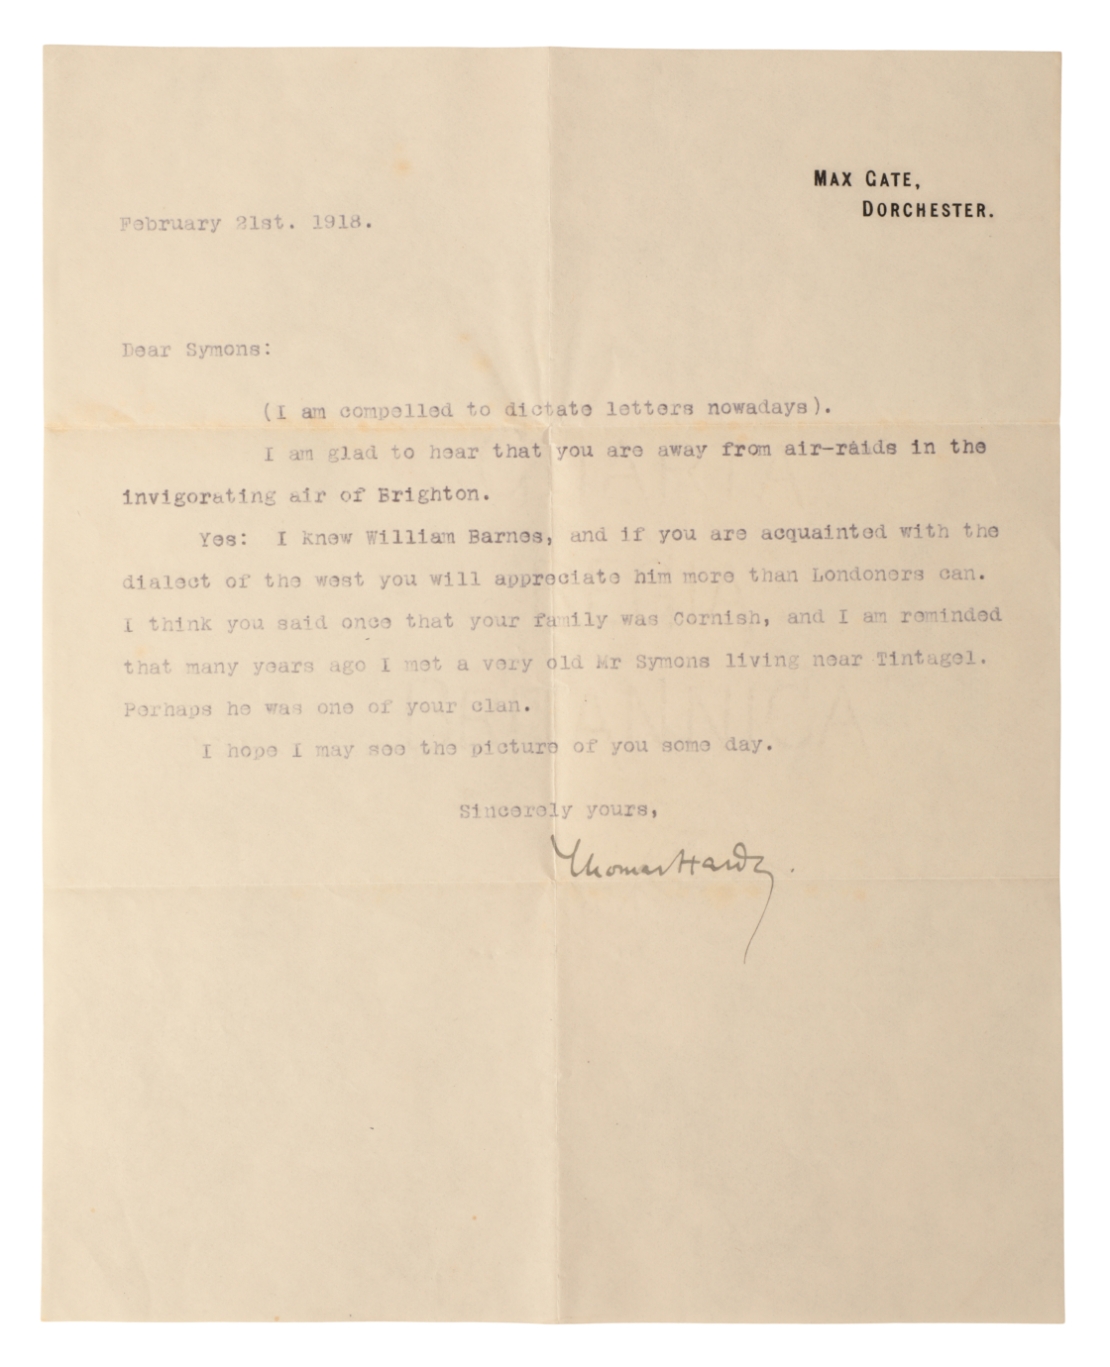 MAX GATE,
DORCHESTER.
February 21st. 1918.
Dear Symons:
(I am compelled to dictate letters nowadays).
I am glad to hear that you are away from air-raids in the
invigorating air of Brighton.
Yes: I knew William Barnes, and if you are acquainted with the
dialect of the west you will appreciate him more than Londoners can.
I think you said once that your family was Cornish, and I am reminded
that many years ago I met a very old Mr Symons living near Tintagel.
Perhaps he was one of your clan.
I hope I may see the picture of you some day.
Sincerely yours,
Thomas Hardy.